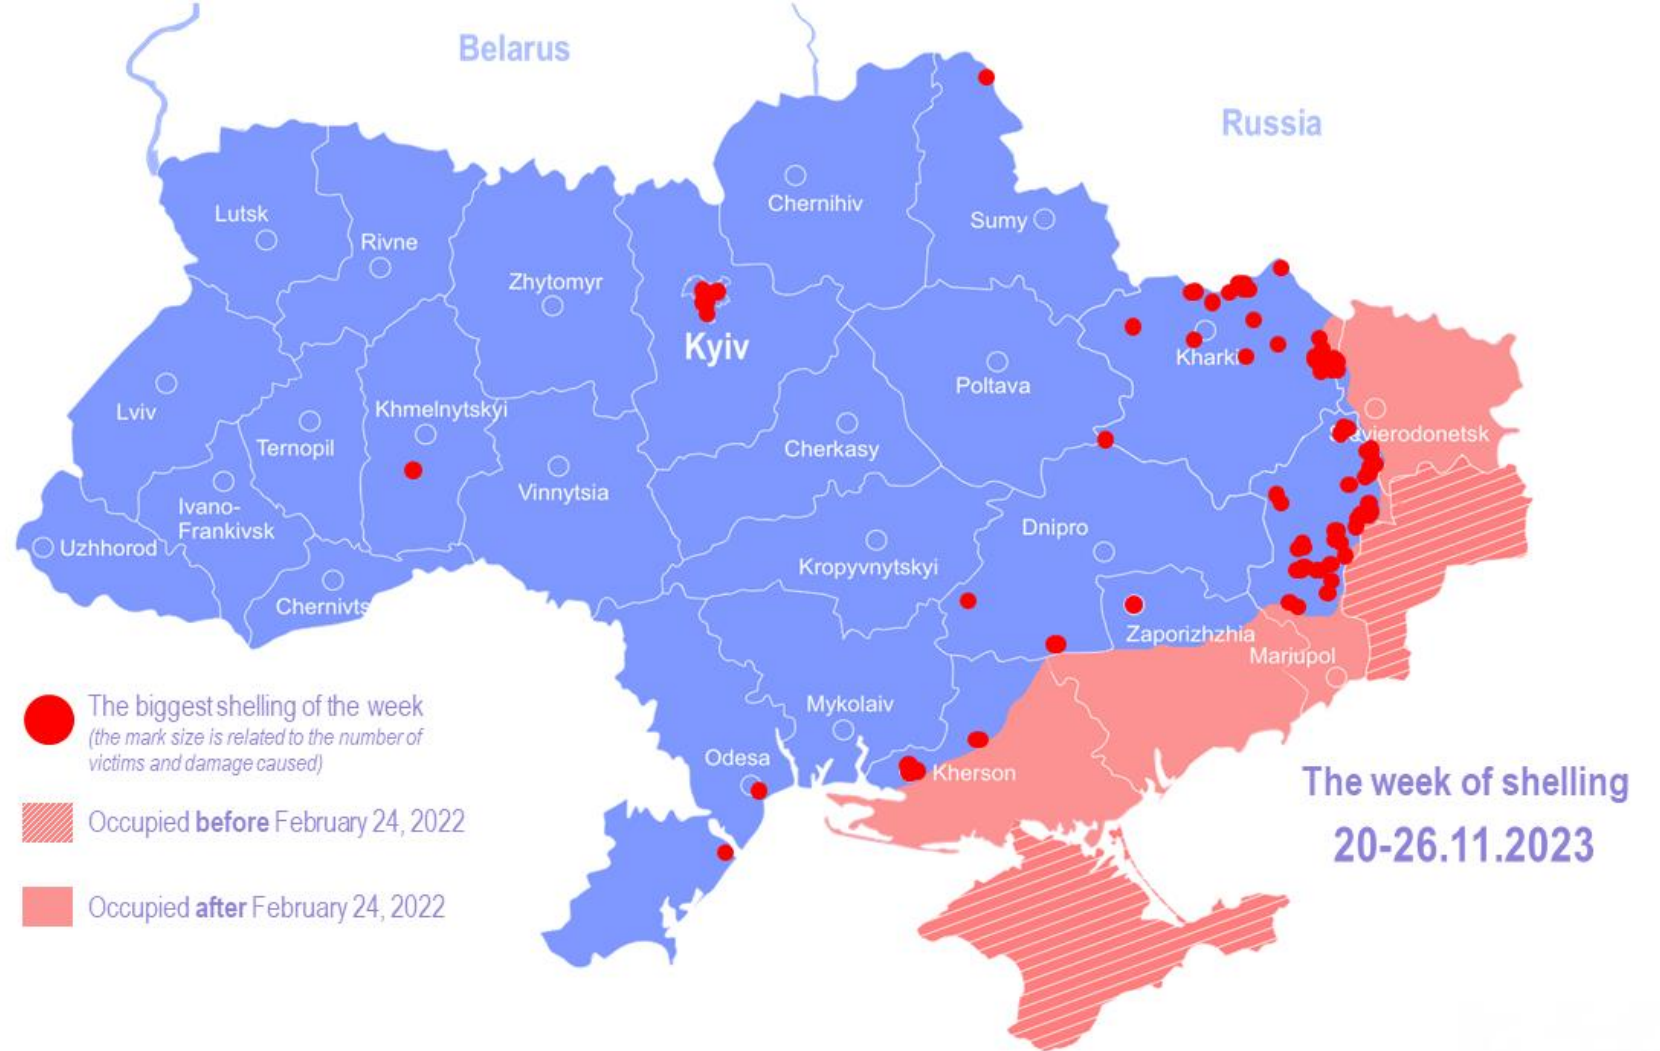 Belarus
Russia
Chernihiv
Lutsk
Sumy
Rivne
Zhytomyr
Kyiv
Kharki
Poltava
Lviv
Khmelnytskyi
Ternopil
Cherkasy
Vinnytsia
Ivano-
Frankivsk
Dnipro
Uzhhorod
Kropyvnytskyi
Chernivts
Zaporizhzhia
Mariupol
Mykolaiv
Odesa
Kherson
The biggest shelling of the week
(the mark size is related to the number of
victims and damage caused)
Occupied before February 24, 2022
Occupied after February 24, 2022
The week of shelling
20-26.11.2023